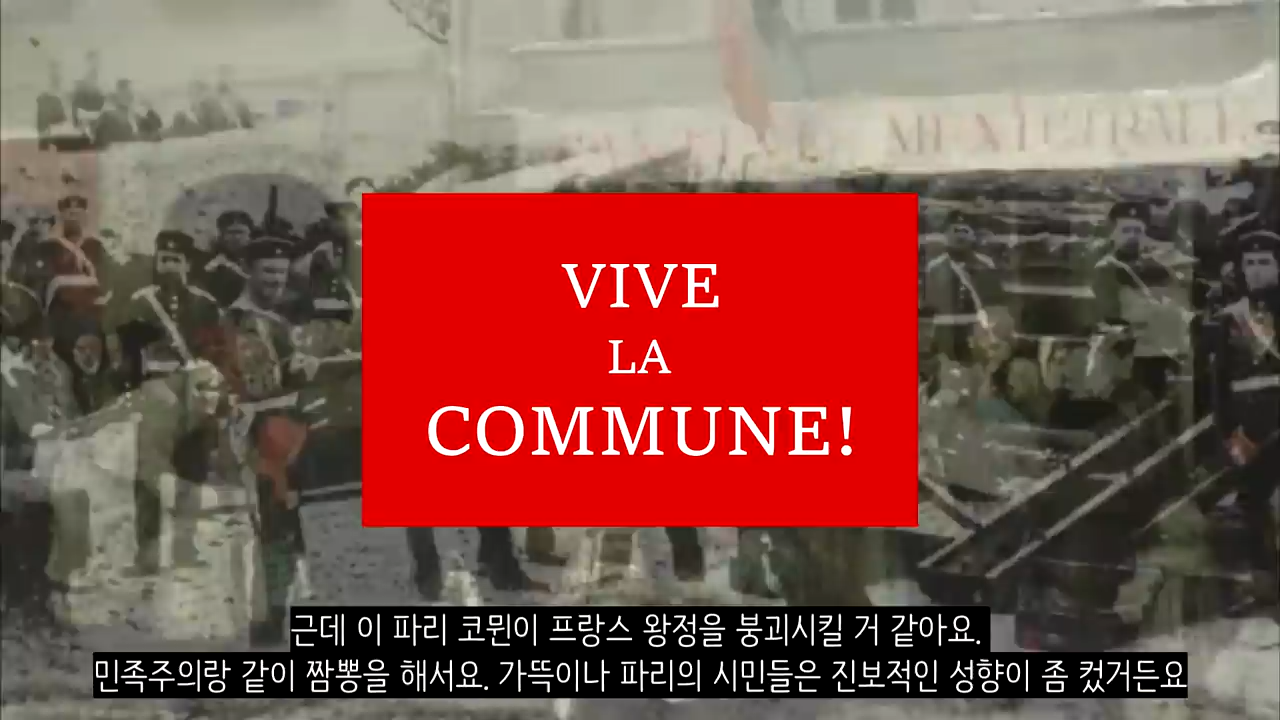 VIVE
LA
COMMUNE!
근데 이 파리 코뮌이 프랑스 왕정을 붕괴시킬 거 같아요.
민족주의랑 같이 짬뽕을 해서요. 가뜩이나 파리의 시민들은 진보적인 성향이 좀 컸거든요